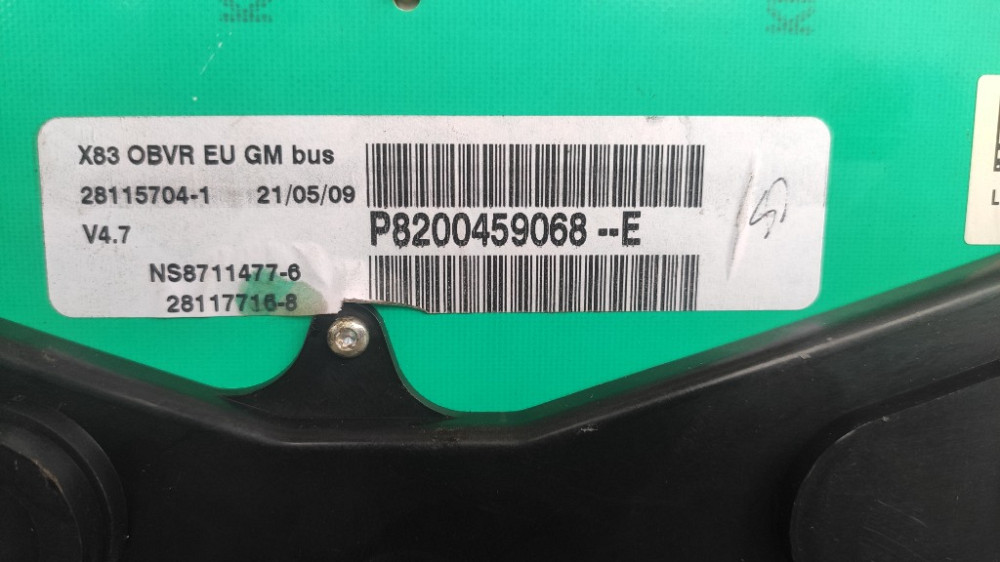 X83 OBVR EU GM bus
28115704-1 21/05/09
V4.7
P8200459068--E
NS8711477-6
28117716-8